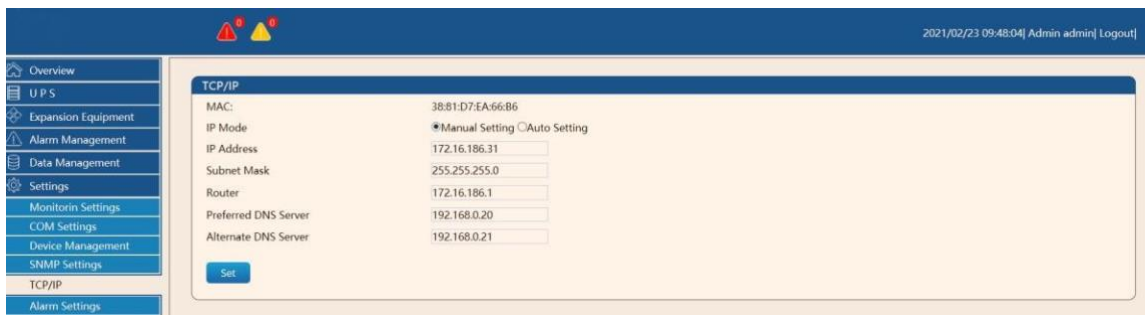 0 0
2021/02/23 09:48:04| Admin admin| Logout|
Overview
UPS
Expansion Equipment
Alarm Management
Data Management
Settings
Monitorin Settings
COM Settings
Device Management
SNMP Settings
TCP/IP
Alarm Settings
TCP/IP
MAC: 38:81:D7:EA:66:B6
IP Mode Manual Setting Auto Setting
IP Address 172.16.186.31
Subnet Mask 255.255.255.0
Router 172.16.186.1
Preferred DNS Server 192.168.0.20
Alternate DNS Server 192.168.0.21
Set